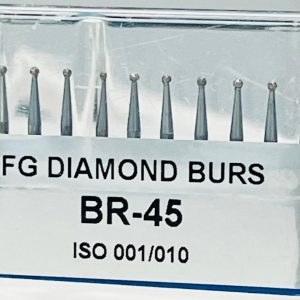 FG DIAMOND BURS
BR-45
ISO 001/010